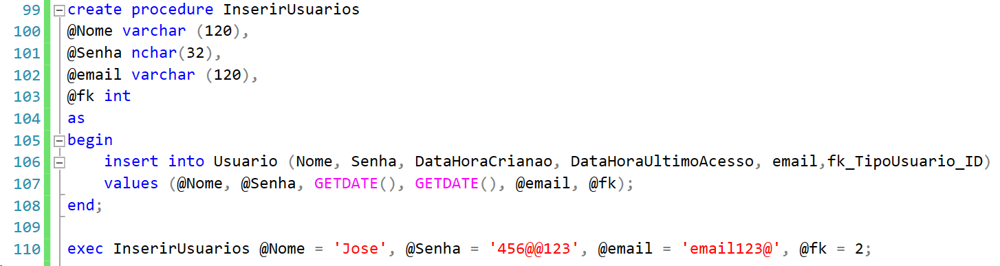 99 create procedure InserirUsuarios
100 @Nome varchar (120),
101 @Senha nchar(32),
102 @email varchar (120),
103 @fk int
104 as
105 begin
106 insert into Usuario (Nome, Senha, DataHoraCrianao, DataHoraUltimoAcesso, email,fk_TipoUsuario_ID)
107 values (@Nome, @Senha, GETDATE(), GETDATE(), @email, @fk);
108 end;
109
110 exec InserirUsuarios @Nome = 'Jose', @Senha = '456@@123', @email = 'email123@', @fk = 2;